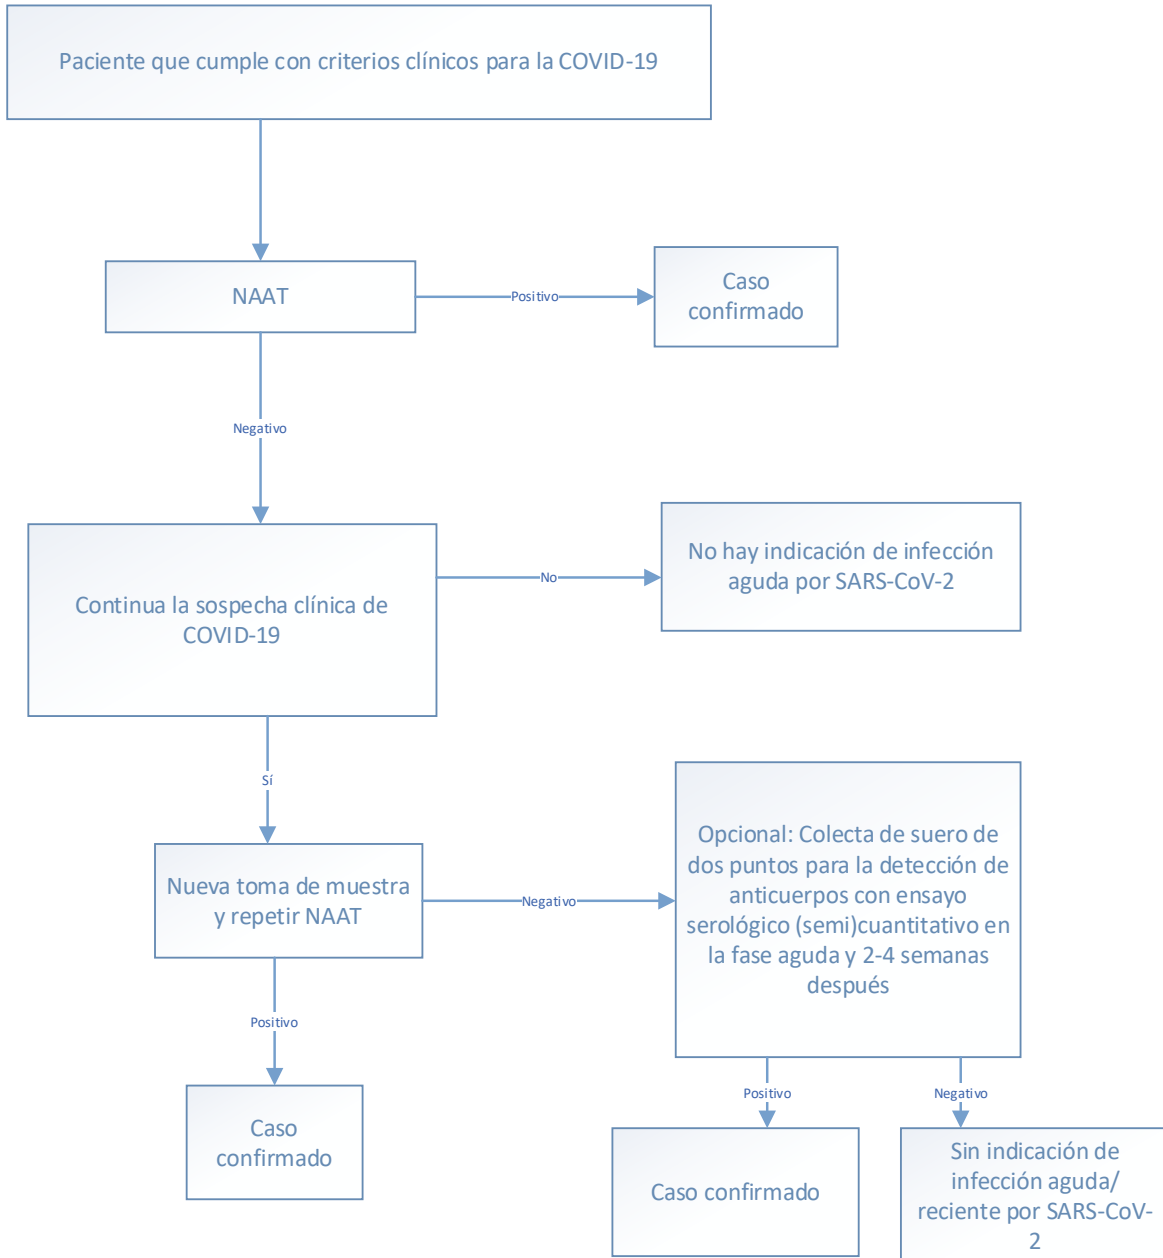 Paciente que cumple con criterios clínicos para la COVID-19
NAAT
Positivo
Caso
confirmado
Negativo
Continua la sospecha clínica de
COVID-19
No
No hay indicación de infección
aguda por SARS-CoV-2
Sí
Nueva toma de muestra
y repetir NAAT
Negativo
Opcional: Colecta de suero de
dos puntos para la detección de
anticuerpos con ensayo
serológico (semi)cuantitativo en
la fase aguda y 2-4 semanas
después
Positivo
Caso
confirmado
Positivo
Caso confirmado
Negativo
Sin indicación de
infección aguda/
reciente por SARS-CoV-
2